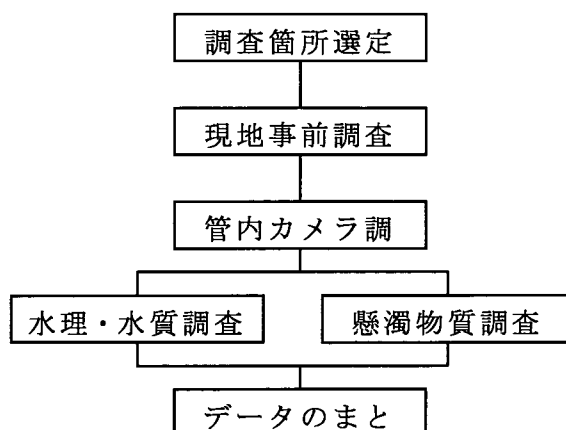 調査箇所選定
現地事前調査
管内カメラ調
水理・水質調査
懸濁物質調査
データのまと